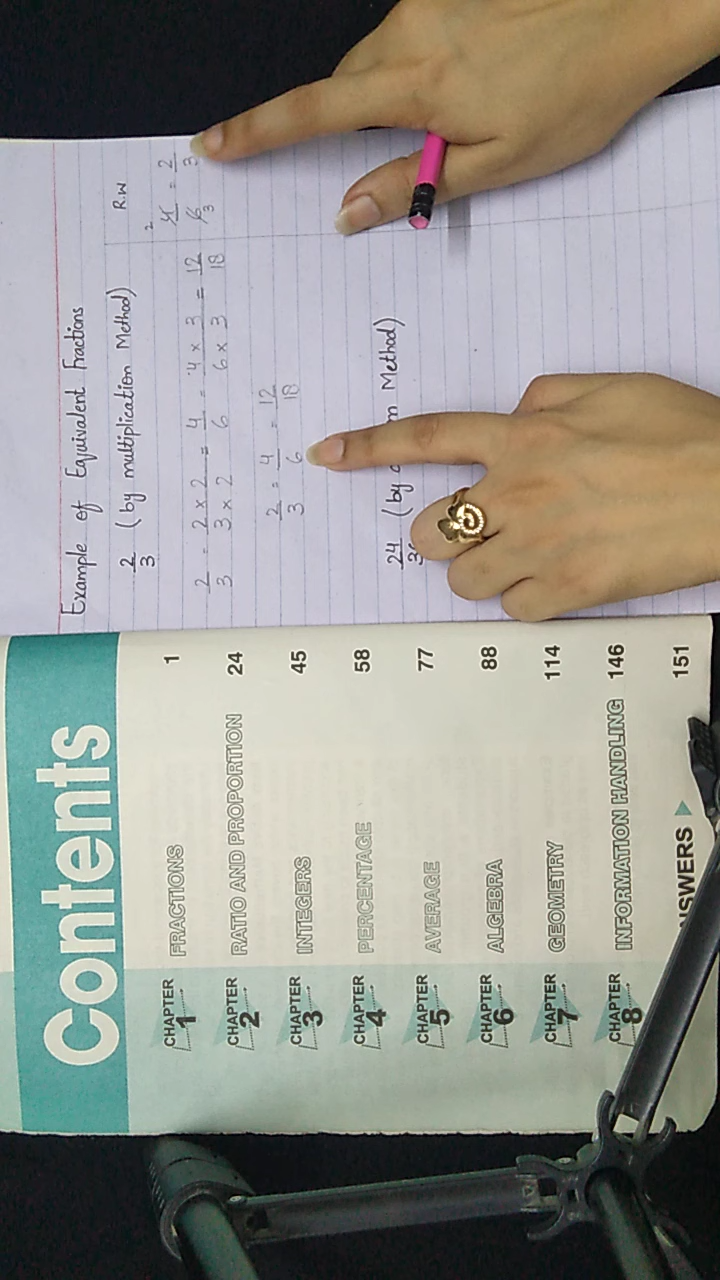 Example of Equivalent Fractions
2/3 (by multiplication Method)
R.W
2/3 = 2 × 2 / 3 × 2 = 4/6 = 4 × 3 / 6 × 3 = 12/18
2
4/6 = 2/3
3
2/3 = 4/6 = 12/18
24/ (by Method)
Contents
CHAPTER 1 FRACTIONS 1
CHAPTER 2 RATIO AND PROPORTION 24
CHAPTER 3 INTEGERS 45
CHAPTER 4 PERCENTAGE 58
CHAPTER 5 AVERAGE 77
CHAPTER 6 ALGEBRA 88
CHAPTER 7 GEOMETRY 114
CHAPTER 8 INFORMATION HANDLING 146
NSWERS 151